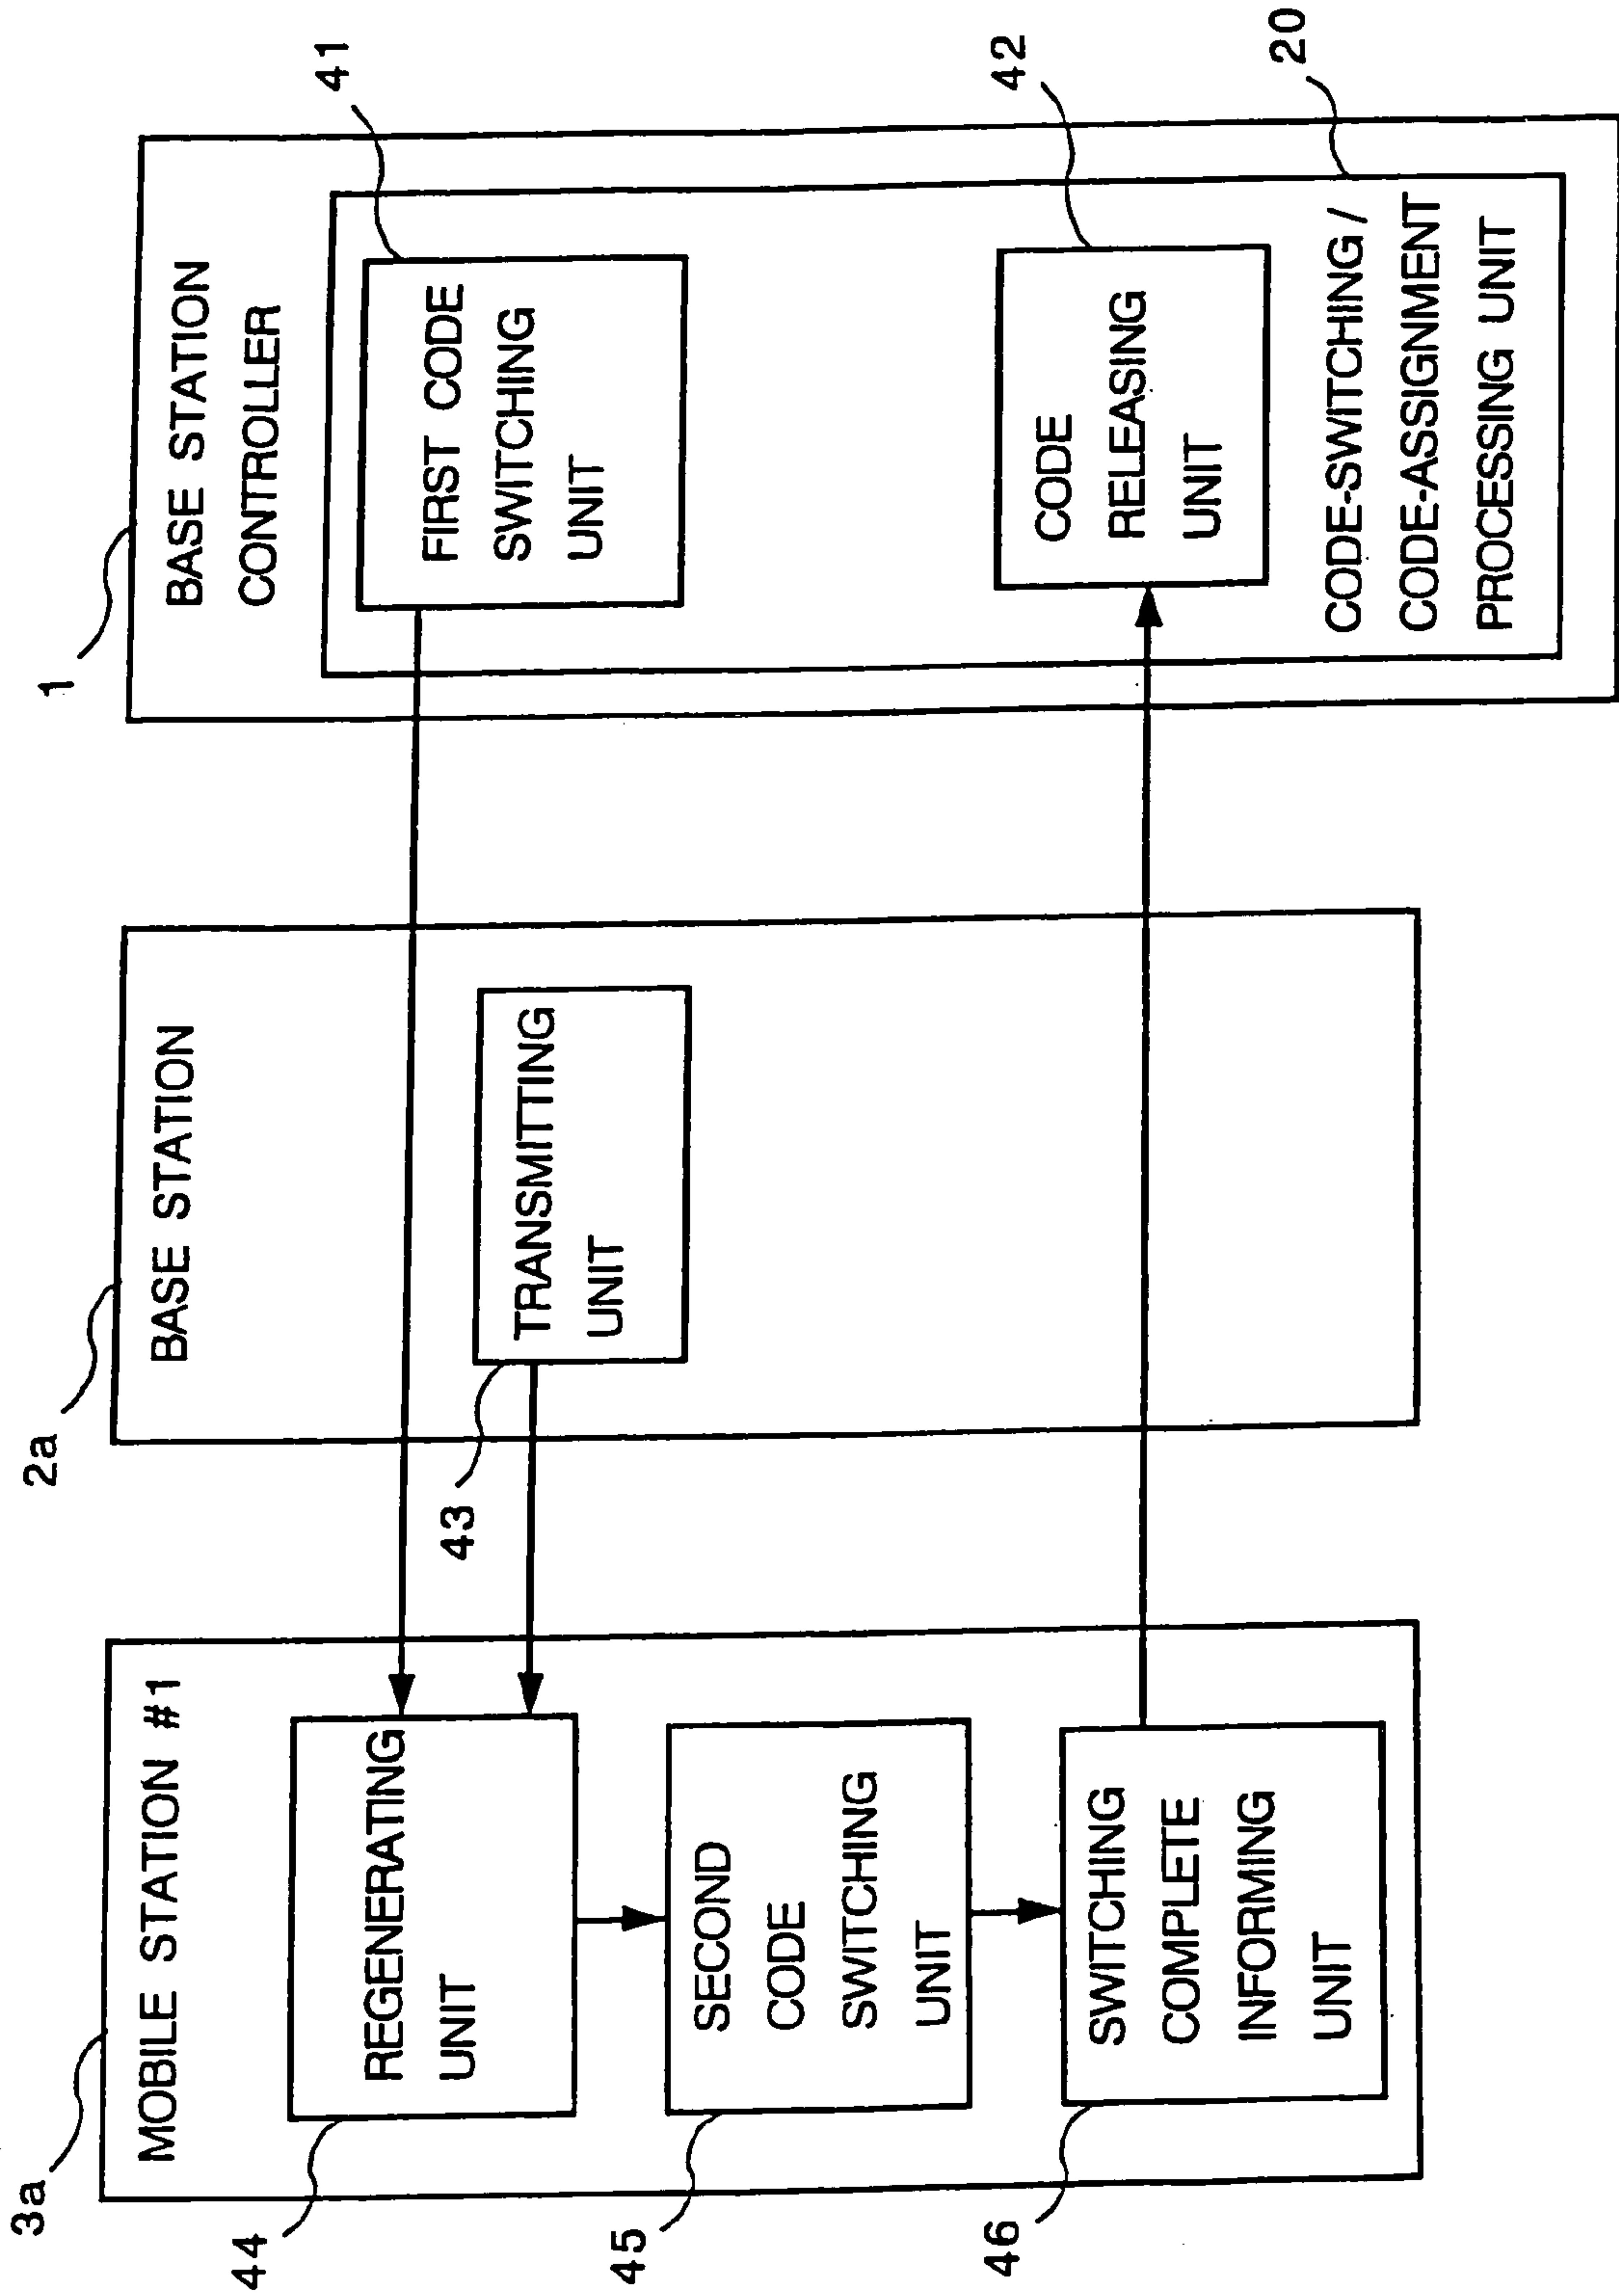 3a
MOBILE STATION #1
44
REGENERATING
UNIT
45
SECOND
CODE
SWITCHING
UNIT
46
SWITCHING
COMPLETE
INFORMING
UNIT
2a
BASE STATION
43
TRANSMITTING
UNIT
1
BASE STATION
CONTROLLER
41
FIRST CODE
SWITCHING
UNIT
42
CODE
RELEASING
UNIT
20
CODE-SWITCHING /
CODE-ASSIGNMENT
PROCESSING UNIT